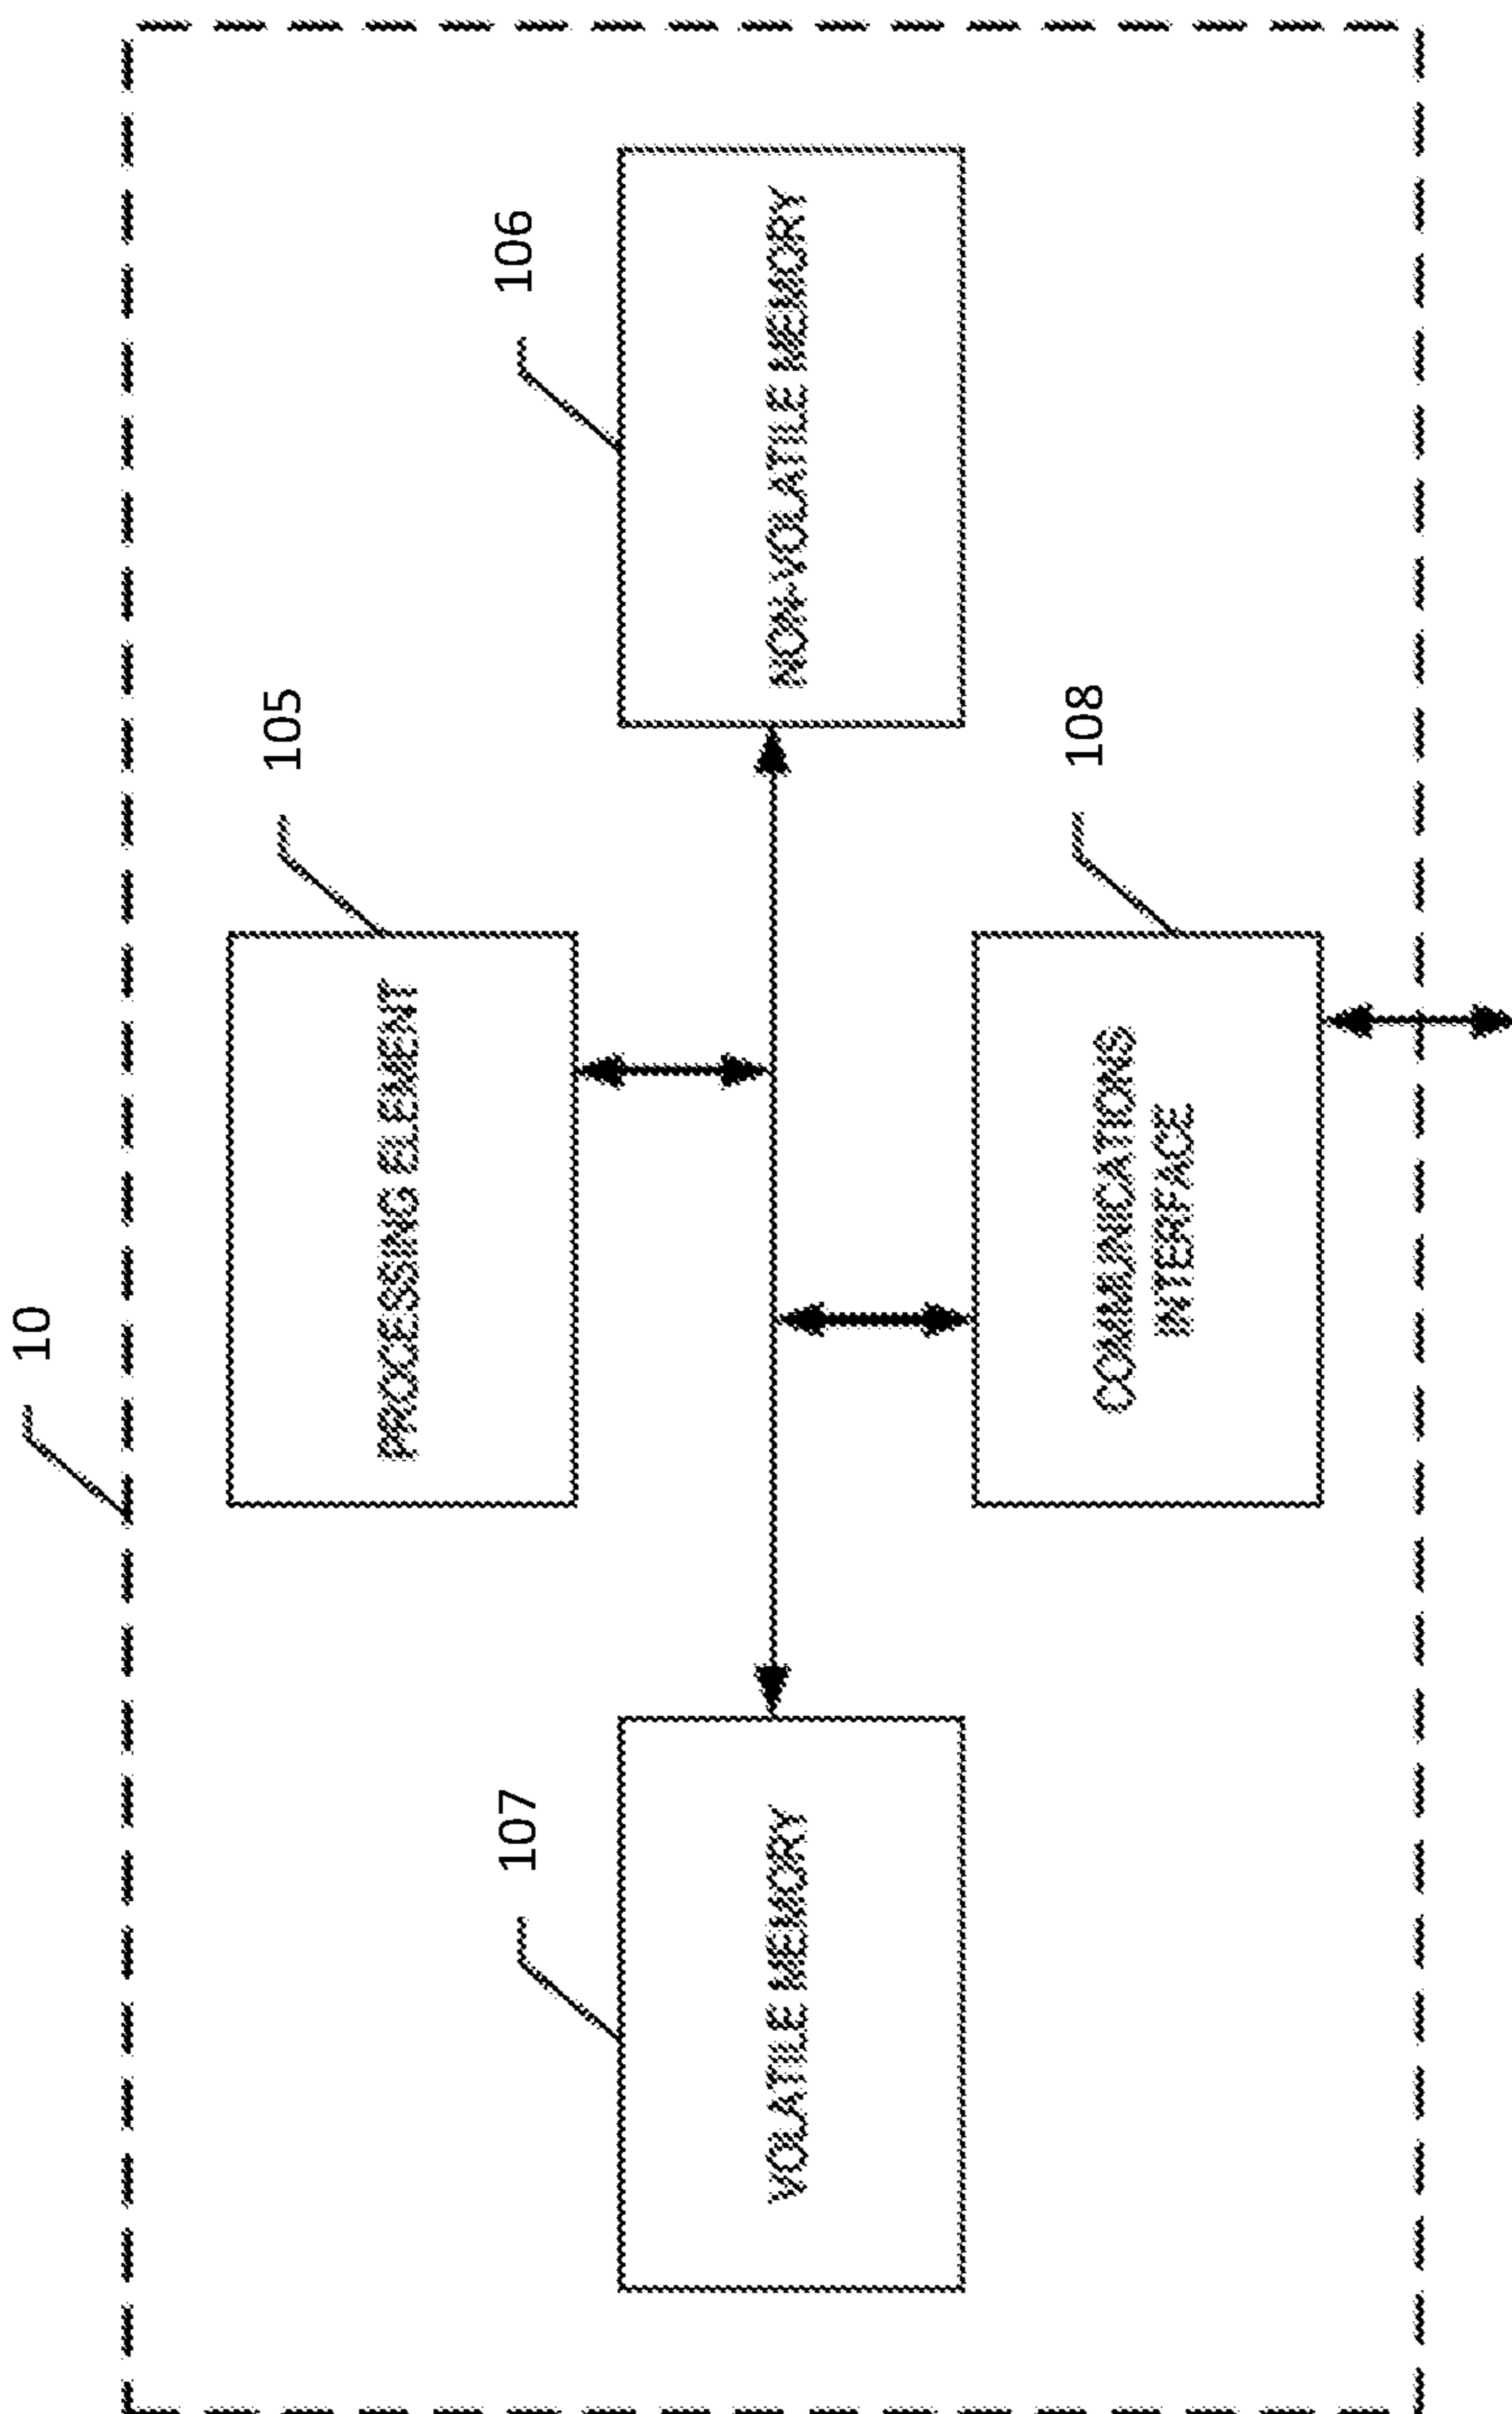 10
105
PROCESSING ELEMENT
107
VOLATILE MEMORY
106
NON-VOLATILE MEMORY
108
COMMUNICATIONS
INTERFACE